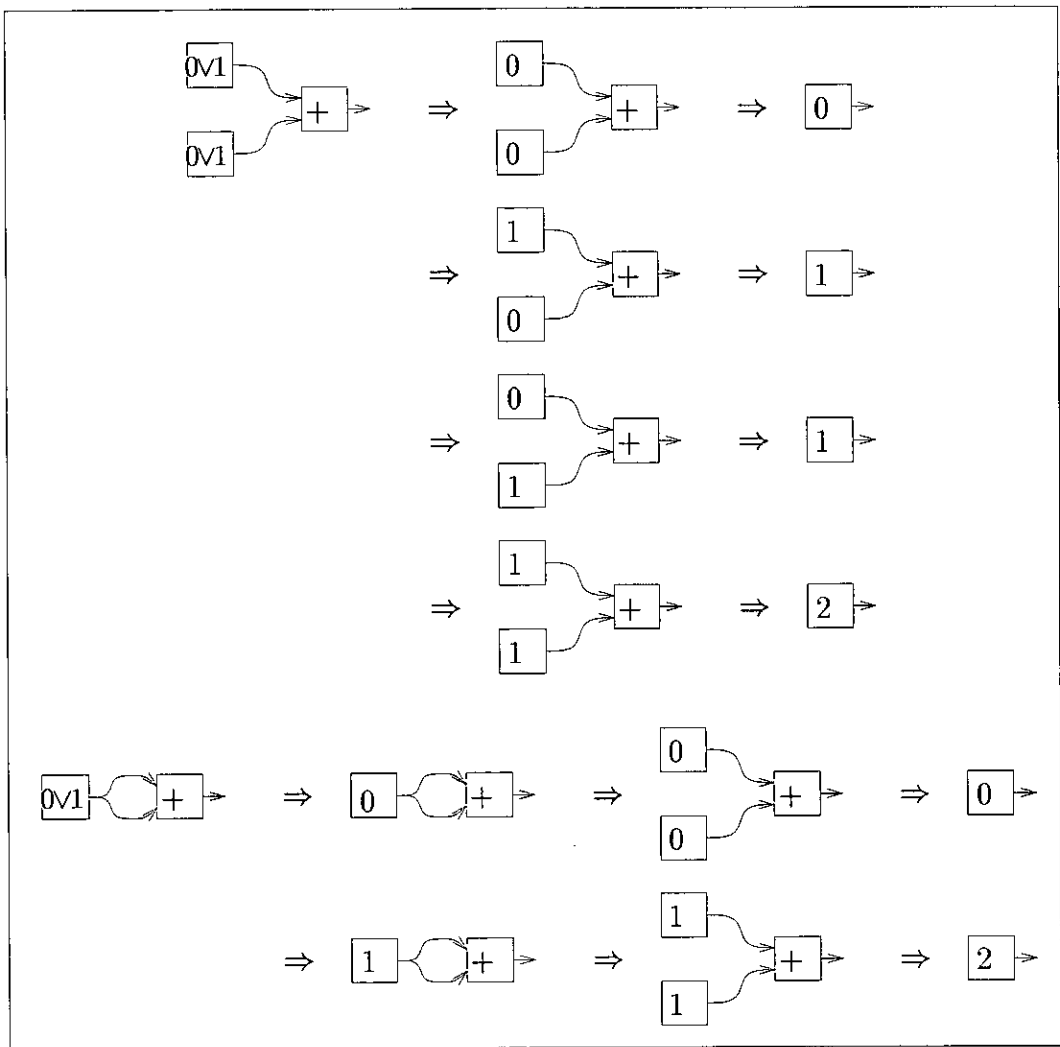 0∨1 0
+ ⇒ + ⇒ 0
0∨1 0
1
⇒ + ⇒ 1
0
0
⇒ + ⇒ 1
1
1
⇒ + ⇒ 2
1
0
0∨1 + ⇒ 0 + ⇒ + ⇒ 0
0
1
⇒ 1 + ⇒ + ⇒ 2
1